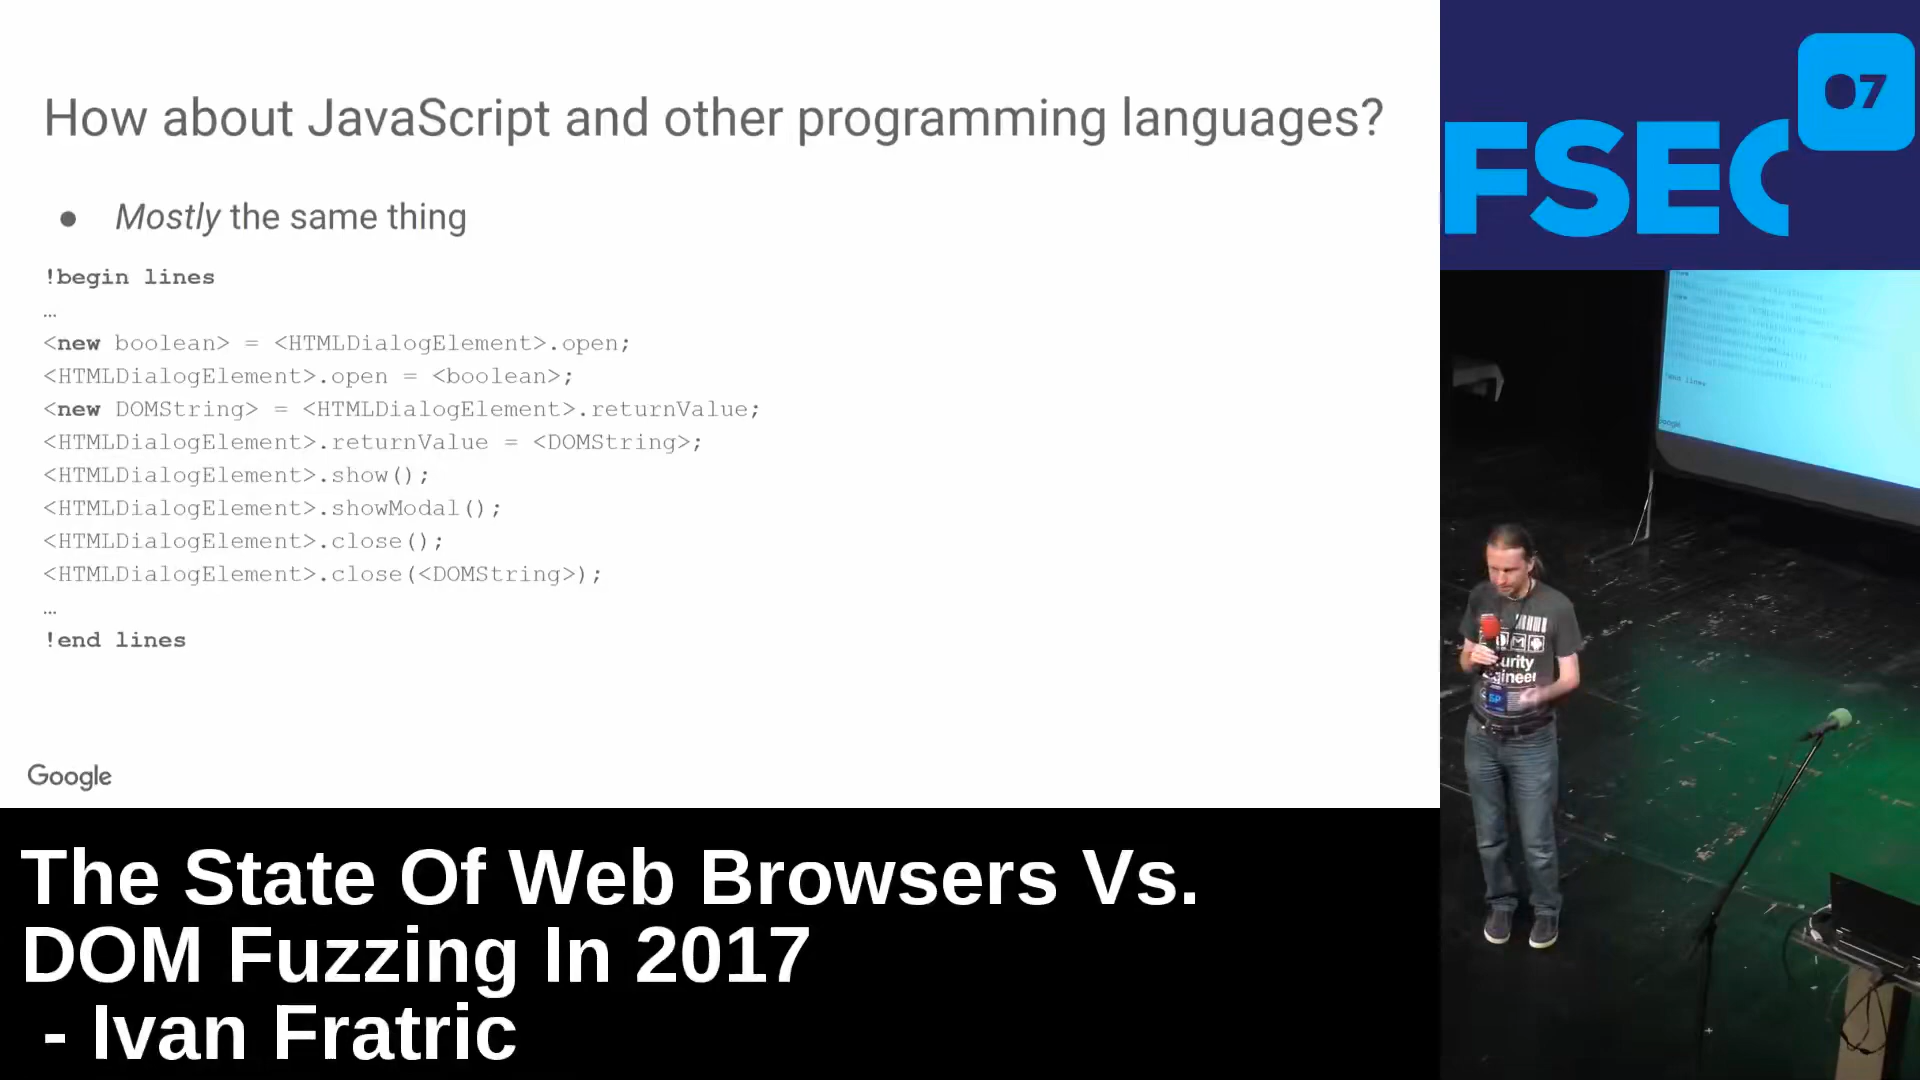 How about JavaScript and other programming languages?
● Mostly the same thing
!begin lines
…
<new boolean> = <HTMLDialogElement>.open;
<HTMLDialogElement>.open = <boolean>;
<new DOMString> = <HTMLDialogElement>.returnValue;
<HTMLDialogElement>.returnValue = <DOMString>;
<HTMLDialogElement>.show();
<HTMLDialogElement>.showModal();
<HTMLDialogElement>.close();
<HTMLDialogElement>.close(<DOMString>);
…
!end lines
Google
07
FSEC
The State Of Web Browsers Vs.
DOM Fuzzing In 2017
- Ivan Fratric